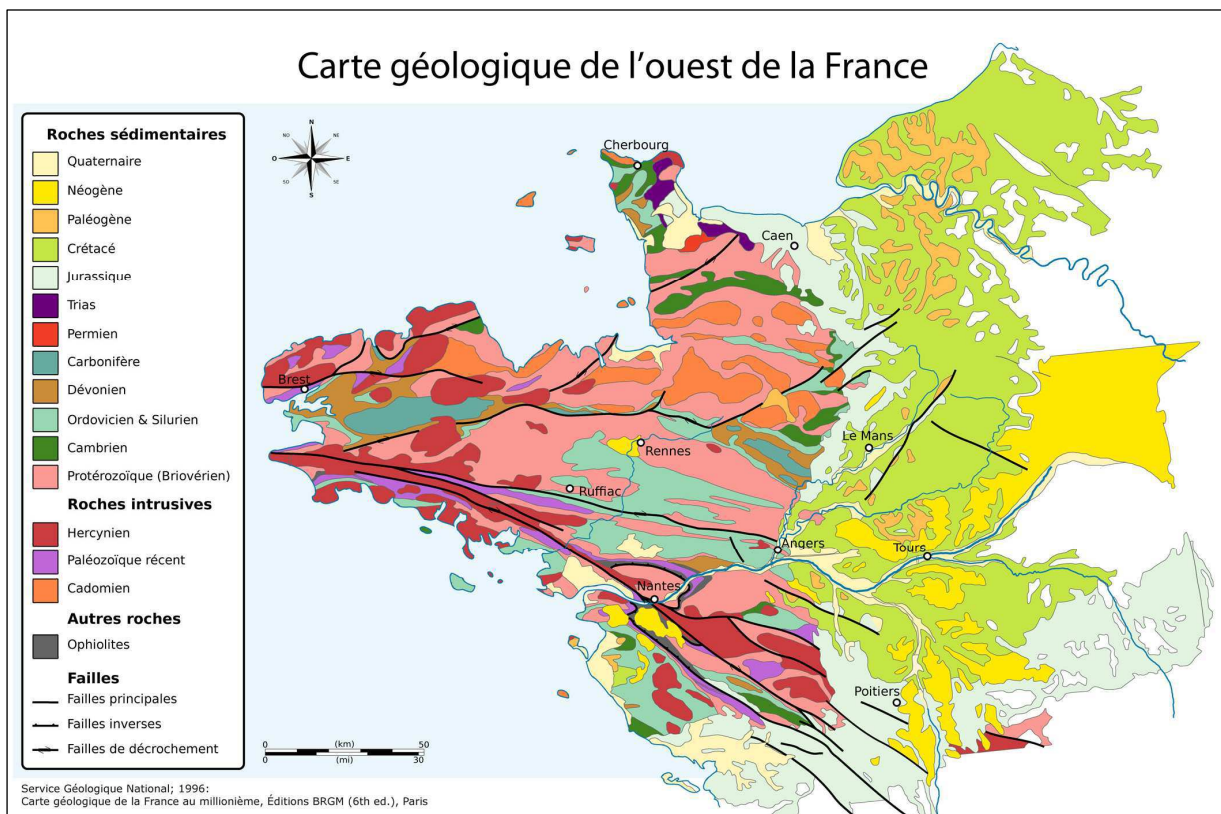 Carte géologique de l'ouest de la France
Roches sédimentaires
Quaternaire
Néogène
Paléogène
Crétacé
Jurassique
Trias
Permien
Carbonifère
Dévonien
Ordovicien & Silurien
Cambrien
Protérozoïque (Briovérien)
Roches intrusives
Hercynien
Paléozoïque récent
Cadomien
Autres roches
Ophiolites
Failles
Failles principales
Failles inverses
Failles de décrochement
N
NO
NE
O
E
SO
SE
S
Cherbourg
Caen
Brest
Le Mans
Rennes
Ruffiac
Angers
Tours
Nantes
Poitiers
0 (km) 50
0 (mi) 30
Service Géologique National; 1996:
Carte géologique de la France au millionième, Éditions BRGM (6th ed.), Paris